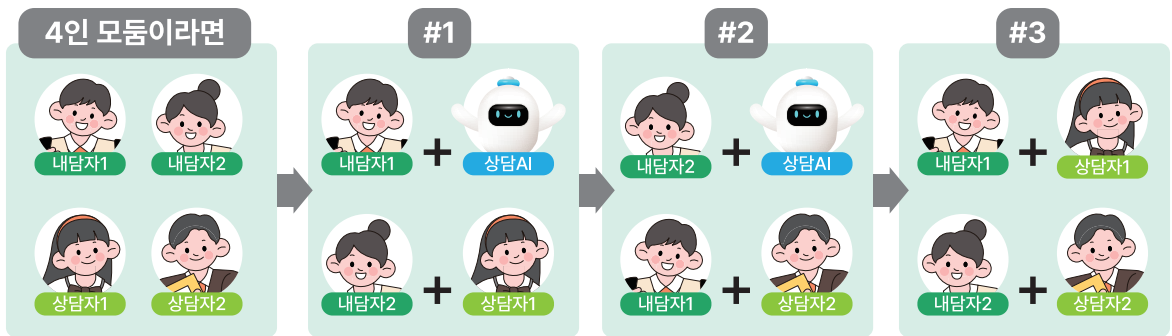 4인 모둠이라면
내담자1
내담자2
상담자1
상담자2
#1
내담자1 + 상담AI
내담자2 + 상담자1
#2
내담자2 + 상담AI
내담자1 + 상담자2
#3
내담자1 + 상담자1
내담자2 + 상담자2